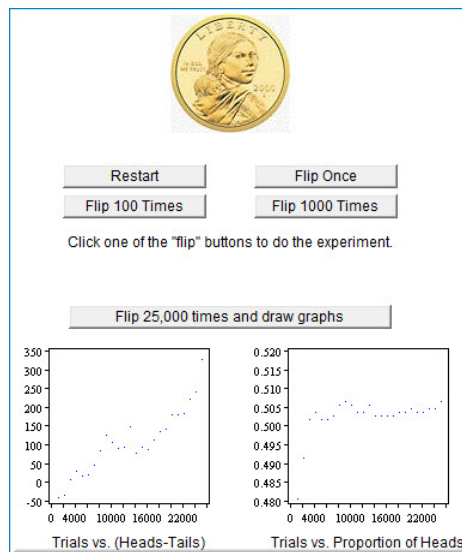 LIBERTY
IN GOD
WE TRUST
2000
Restart
Flip Once
Flip 100 Times
Flip 1000 Times
Click one of the "flip" buttons to do the experiment.
Flip 25,000 times and draw graphs
350
300
250
200
150
100
50
0
-50
0 4000 10000 16000 22000
Trials vs. (Heads-Tails)
0.520
0.515
0.510
0.505
0.500
0.495
0.490
0.485
0.480
0 4000 10000 16000 22000
Trials vs. Proportion of Heads